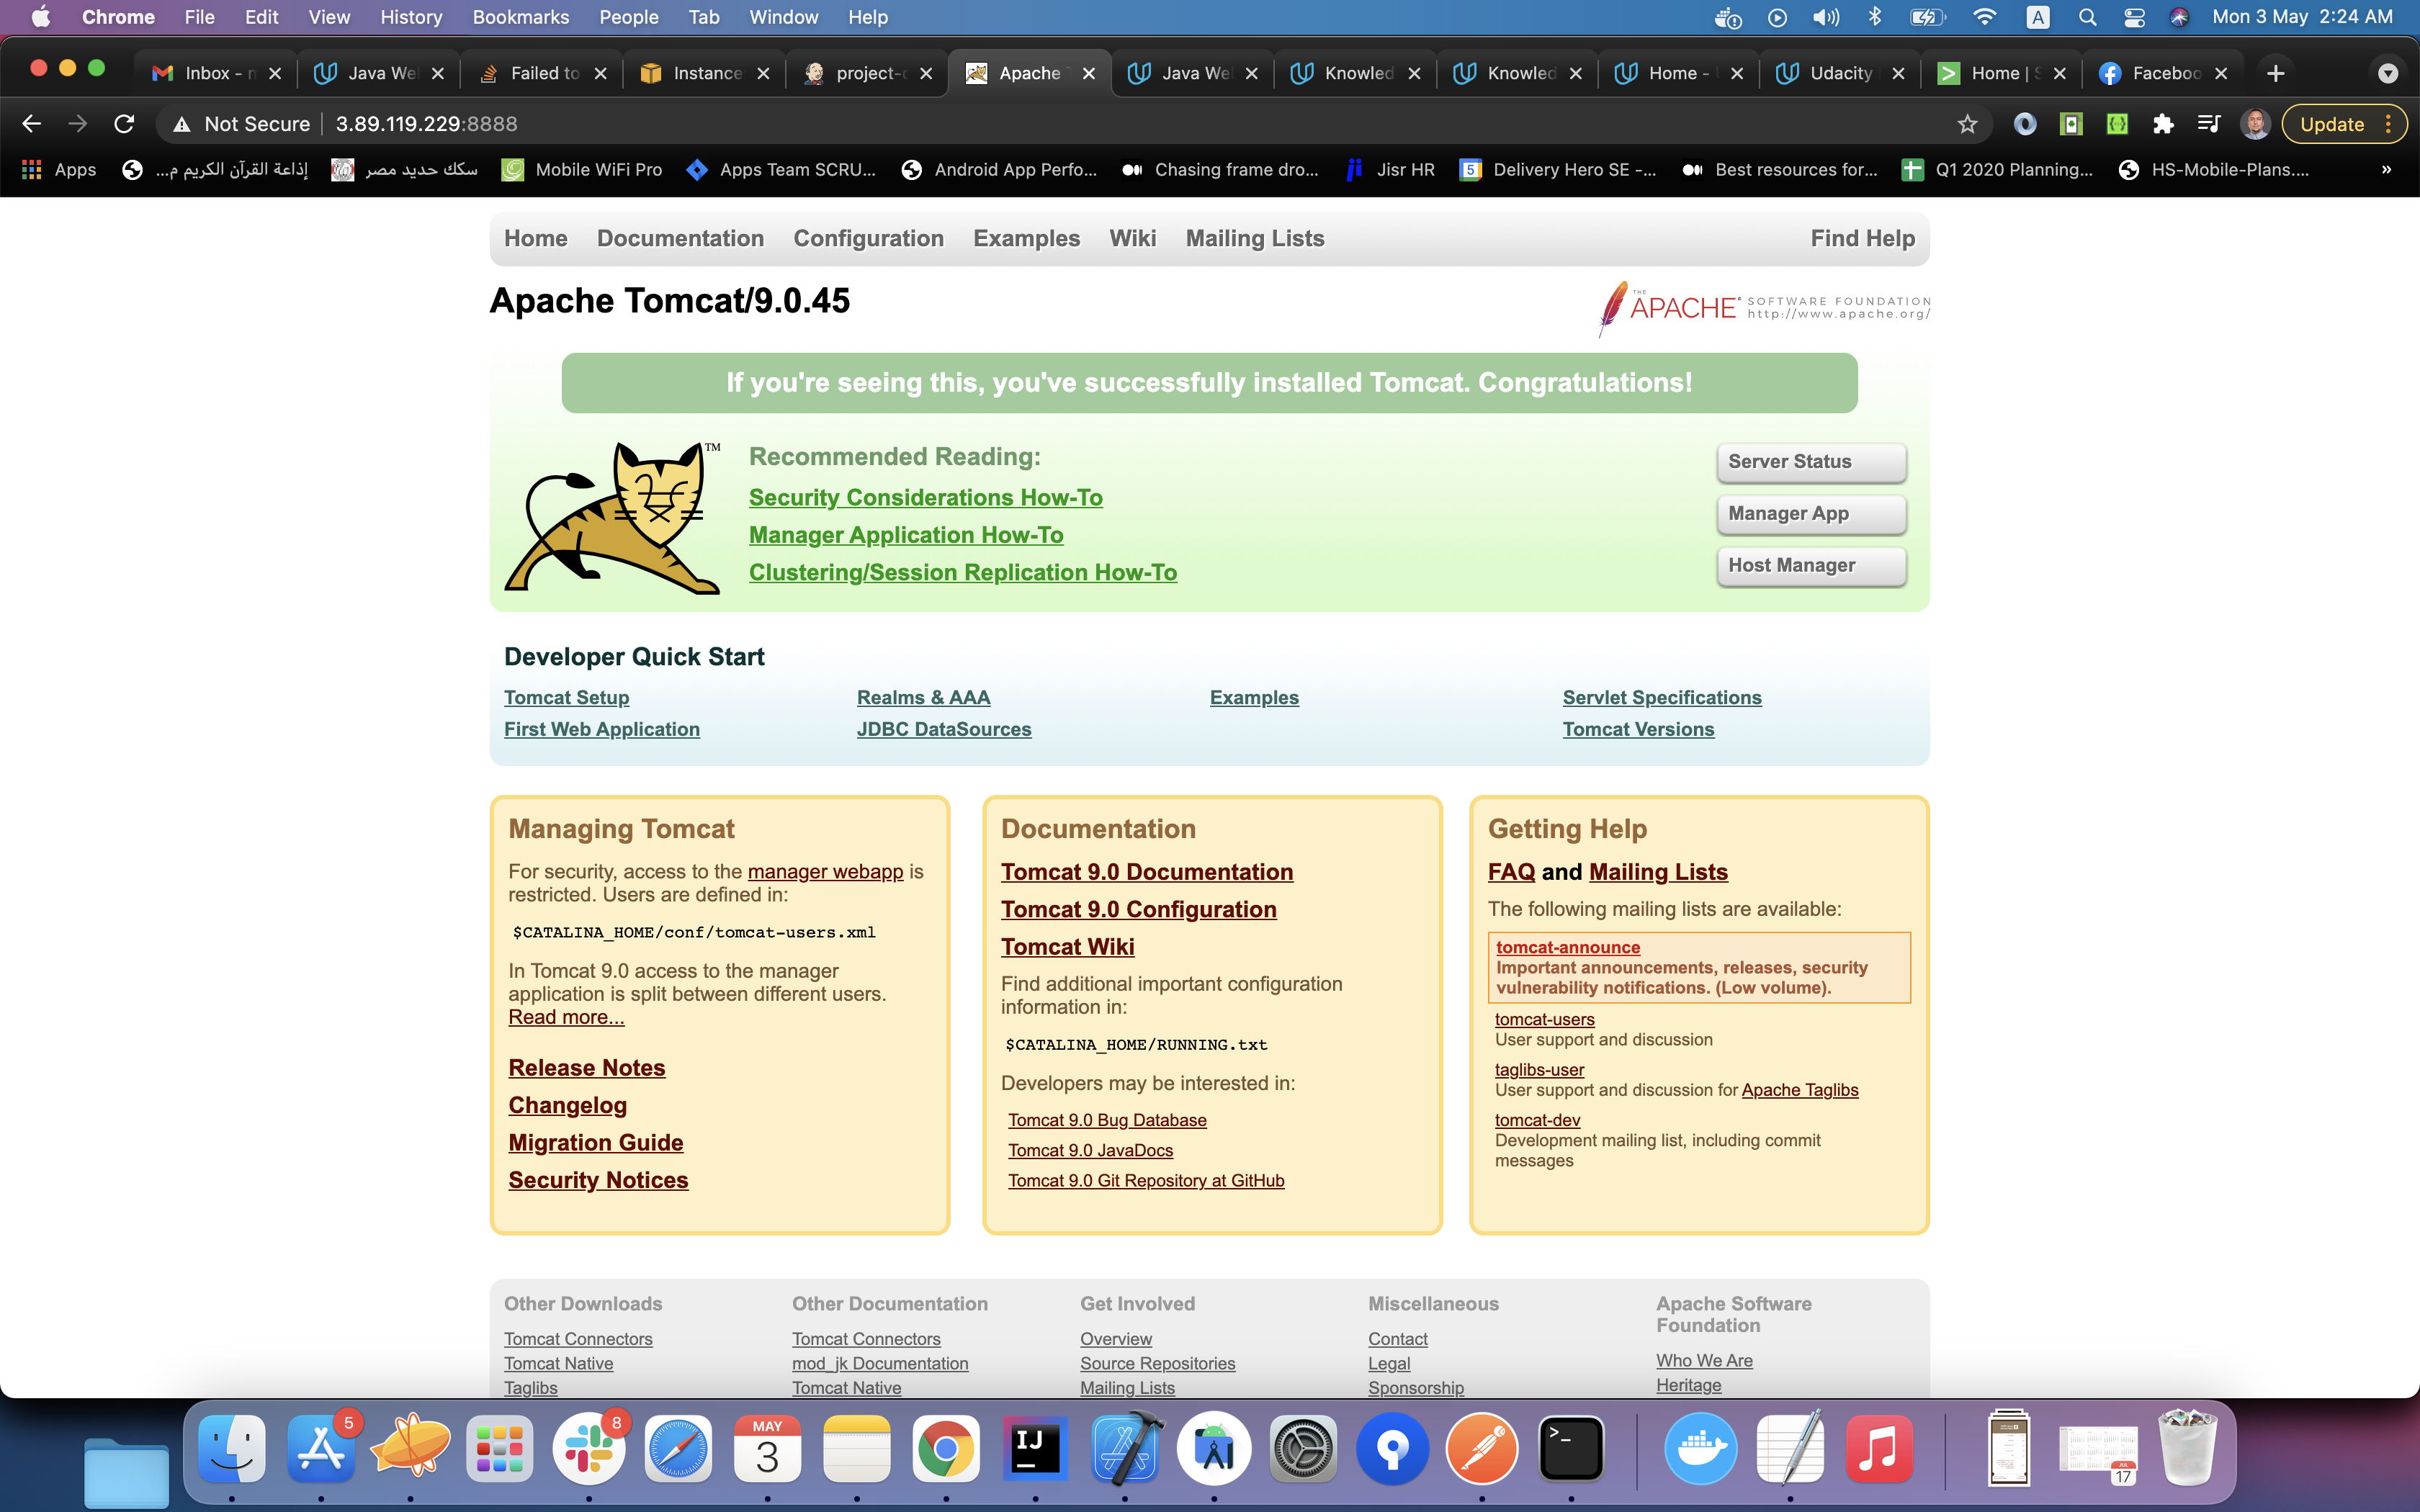 Chrome File Edit View History Bookmarks People Tab Window Help A Mon 3 May 2:24 AM
Inbox - Java We Failed to Instance project- Apache Java We Knowled Knowled Home - Udacity Home | Faceboo
Not Secure 3.89.119.229:8888 Update
Apps إذاعة القرآن الكريم م... سكك حديد مصر Mobile WiFi Pro Apps Team SCRU... Android App Perfo... Chasing frame dro... Jisr HR 5 Delivery Hero SE -... Best resources for... Q1 2020 Planning... HS-Mobile-Plans.... »
Home Documentation Configuration Examples Wiki Mailing Lists Find Help
Apache Tomcat/9.0.45
THE APACHE® SOFTWARE FOUNDATION
http://www.apache.org/
If you're seeing this, you've successfully installed Tomcat. Congratulations!
TM
Recommended Reading:
Security Considerations How-To
Manager Application How-To
Clustering/Session Replication How-To
Server Status
Manager App
Host Manager
Developer Quick Start
Tomcat Setup
First Web Application
Realms & AAA
JDBC DataSources
Examples
Servlet Specifications
Tomcat Versions
Managing Tomcat
For security, access to the manager webapp is
restricted. Users are defined in:
$CATALINA_HOME/conf/tomcat-users.xml
In Tomcat 9.0 access to the manager
application is split between different users.
Read more...
Release Notes
Changelog
Migration Guide
Security Notices
Documentation
Tomcat 9.0 Documentation
Tomcat 9.0 Configuration
Tomcat Wiki
Find additional important configuration
information in:
$CATALINA_HOME/RUNNING.txt
Developers may be interested in:
Tomcat 9.0 Bug Database
Tomcat 9.0 JavaDocs
Tomcat 9.0 Git Repository at GitHub
Getting Help
FAQ and Mailing Lists
The following mailing lists are available:
tomcat-announce
Important announcements, releases, security
vulnerability notifications. (Low volume).
tomcat-users
User support and discussion
taglibs-user
User support and discussion for Apache Taglibs
tomcat-dev
Development mailing list, including commit
messages
Other Downloads
Tomcat Connectors
Tomcat Native
Taglibs
Other Documentation
Tomcat Connectors
mod_jk Documentation
Tomcat Native
Get Involved
Overview
Source Repositories
Mailing Lists
Miscellaneous
Contact
Legal
Sponsorship
Apache Software
Foundation
Who We Are
Heritage
5
8
MAY
3
IJ
>_
JUL
17